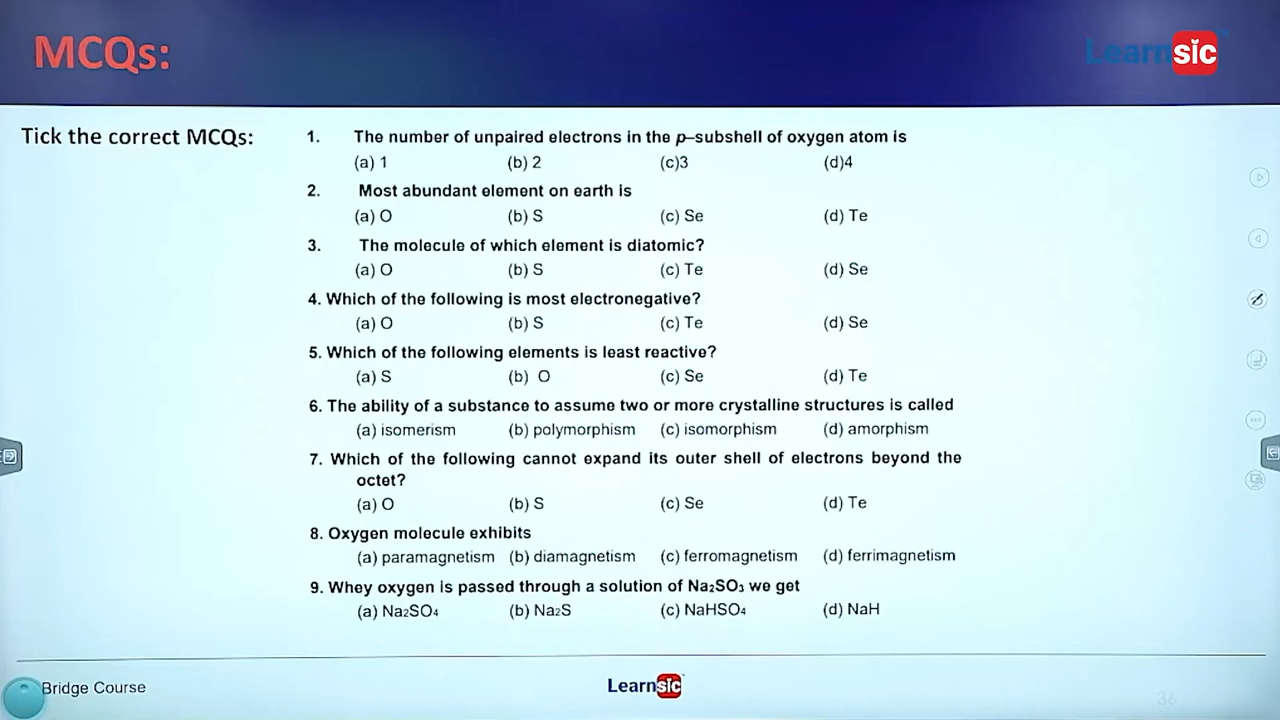 MCQs:
Learnsic
Tick the correct MCQs:
1. The number of unpaired electrons in the p–subshell of oxygen atom is
(a) 1 (b) 2 (c)3 (d)4
2. Most abundant element on earth is
(a) O (b) S (c) Se (d) Te
3. The molecule of which element is diatomic?
(a) O (b) S (c) Te (d) Se
4. Which of the following is most electronegative?
(a) O (b) S (c) Te (d) Se
5. Which of the following elements is least reactive?
(a) S (b) O (c) Se (d) Te
6. The ability of a substance to assume two or more crystalline structures is called
(a) isomerism (b) polymorphism (c) isomorphism (d) amorphism
7. Which of the following cannot expand its outer shell of electrons beyond the
octet?
(a) O (b) S (c) Se (d) Te
8. Oxygen molecule exhibits
(a) paramagnetism (b) diamagnetism (c) ferromagnetism (d) ferrimagnetism
9. Whey oxygen is passed through a solution of Na₂SO₃ we get
(a) Na₂SO₄ (b) Na₂S (c) NaHSO₄ (d) NaH
Bridge Course
Learnsic
36